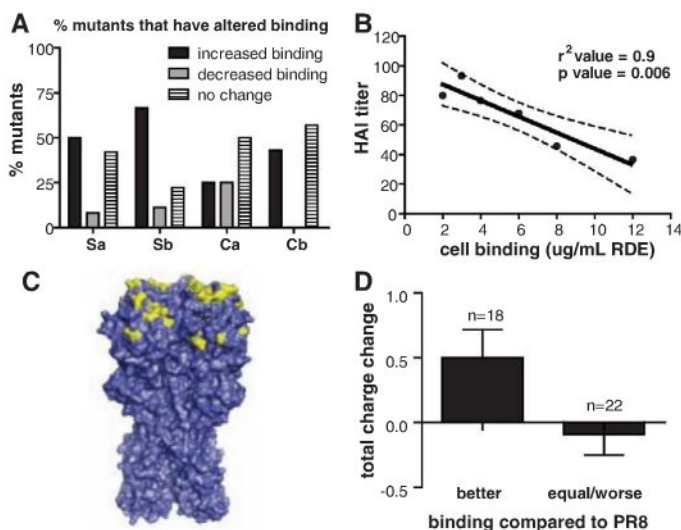 A
% mutants that have altered binding
increased binding
decreased binding
no change
100
75
50
25
0
% mutants
Sa Sb Ca Cb
B
r² value = 0.9
p value = 0.006
120
100
80
60
40
20
0
HAI titer
0 2 4 6 8 10 12 14
cell binding (ug/mL RDE)
C
D
n=18
n=22
1.0
0.5
0.0
-0.5
total charge change
better equal/worse
binding compared to PR8